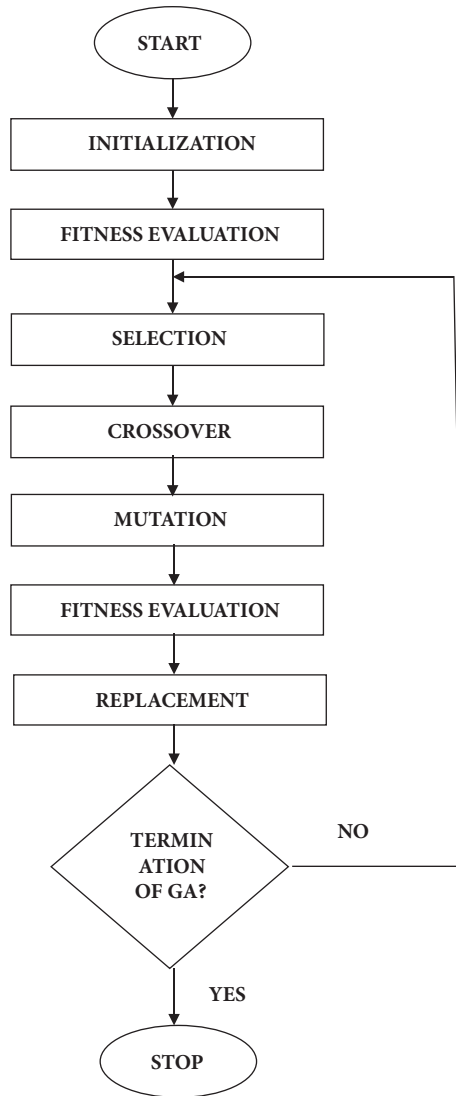 START
INITIALIZATION
FITNESS EVALUATION
SELECTION
CROSSOVER
MUTATION
FITNESS EVALUATION
REPLACEMENT
TERMIN
ATION
OF GA?
NO
YES
STOP